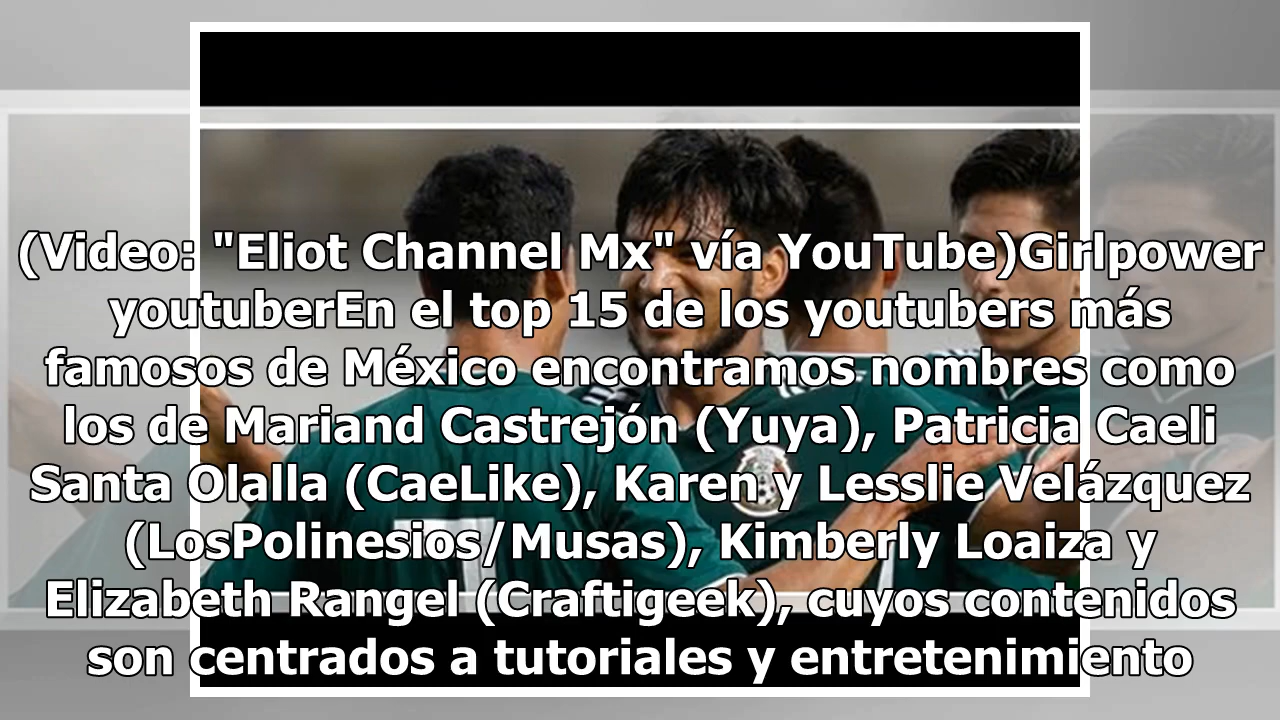 (Video: "Eliot Channel Mx" vía YouTube)Girlpower
youtuberEn el top 15 de los youtubers más
famosos de México encontramos nombres como
los de Mariand Castrejón (Yuya), Patricia Caeli
Santa Olalla (CaeLike), Karen y Lesslie Velázquez
(LosPolinesios/Musas), Kimberly Loaiza y
Elizabeth Rangel (Craftigeek), cuyos contenidos
son centrados a tutoriales y entretenimiento